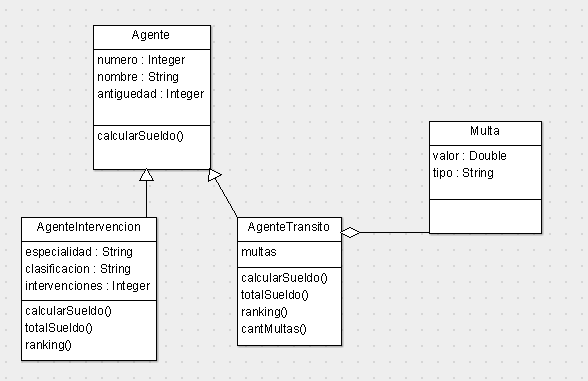 Agente
numero : Integer
nombre : String
antiguedad : Integer
calcularSueldo()
Multa
valor : Double
tipo : String
AgenteIntervencion
especialidad : String
clasificacion : String
intervenciones : Integer
calcularSueldo()
totalSueldo()
ranking()
AgenteTransito
multas
calcularSueldo()
totalSueldo()
ranking()
cantMultas()